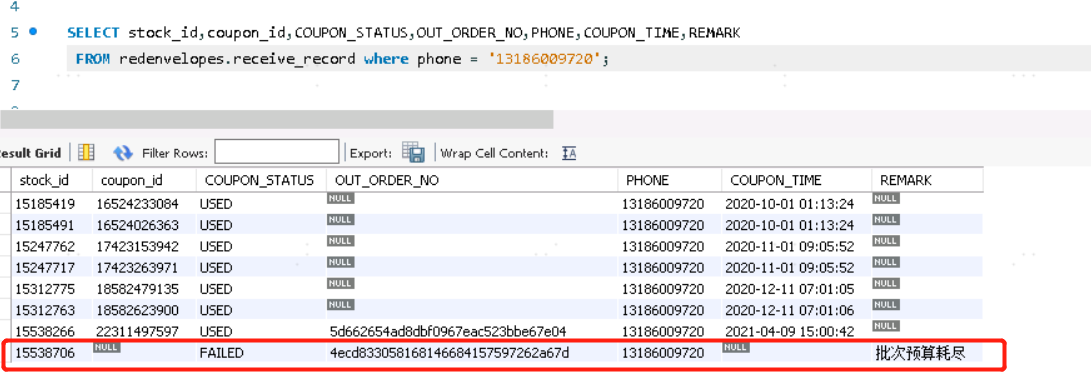 4
5 SELECT stock_id,coupon_id,COUPON_STATUS,OUT_ORDER_NO,PHONE,COUPON_TIME,REMARK
6 FROM redenvelopes.receive_record where phone = '13186009720';
7
Result Grid Filter Rows: Export: Wrap Cell Content:
stock_id coupon_id COUPON_STATUS OUT_ORDER_NO PHONE COUPON_TIME REMARK
15185419 16524233084 USED NULL 13186009720 2020-10-01 01:13:24 NULL
15185491 16524026363 USED NULL 13186009720 2020-10-01 01:13:24 NULL
15247762 17423153942 USED NULL 13186009720 2020-11-01 09:05:52 NULL
15247717 17423263971 USED NULL 13186009720 2020-11-01 09:05:52 NULL
15312775 18582479135 USED NULL 13186009720 2020-12-11 07:01:05 NULL
15312763 18582623900 USED NULL 13186009720 2020-12-11 07:01:06 NULL
15538266 22311497597 USED 5d662654ad8dbf0967eac523bbe67e04 13186009720 2021-04-09 15:00:42 NULL
15538706 NULL FAILED 4ecd833058168146684157597262a67d 13186009720 NULL 批次预算耗尽